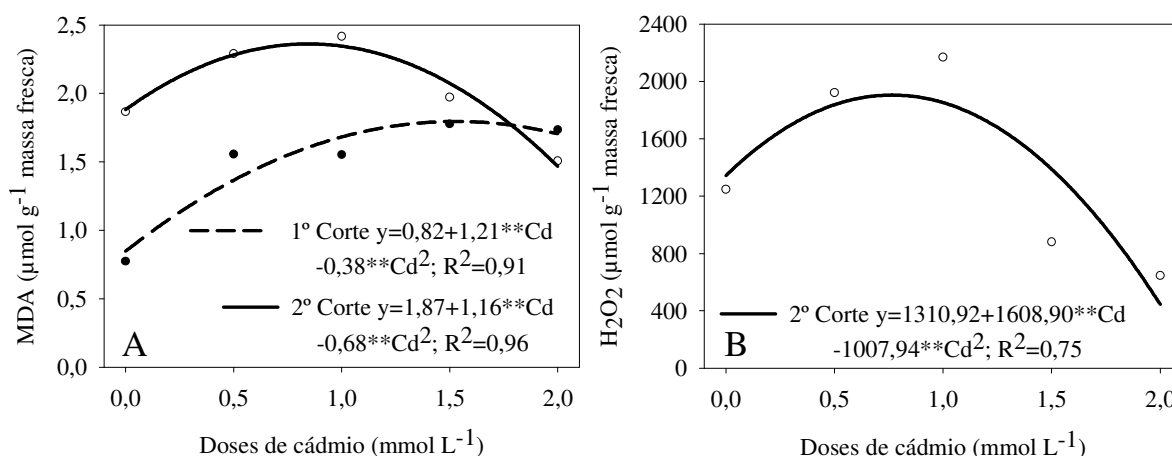 MDA (µmol g⁻¹ massa fresca)
2,5
2,0
1,5
1,0
0,5
0,0
1º Corte y=0,82+1,21**Cd
-0,38**Cd²; R²=0,91
2º Corte y=1,87+1,16**Cd
-0,68**Cd²; R²=0,96
A
0,0 0,5 1,0 1,5 2,0
Doses de cádmio (mmol L⁻¹)
H₂O₂ (µmol g⁻¹ massa fresca)
2400
2000
1600
1200
800
400
0
2º Corte y=1310,92+1608,90**Cd
-1007,94**Cd²; R²=0,75
B
0,0 0,5 1,0 1,5 2,0
Doses de cádmio (mmol L⁻¹)